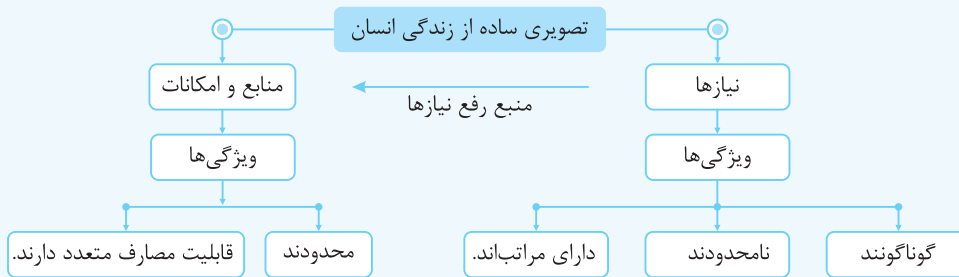 تصویری ساده از زندگی انسان
نیازها
منبع رفع نیازها
منابع و امکانات
ویژگی‌ها
ویژگی‌ها
گوناگونند
نامحدودند
دارای مراتب‌اند.
محدودند
قابلیت مصارف متعدد دارند.